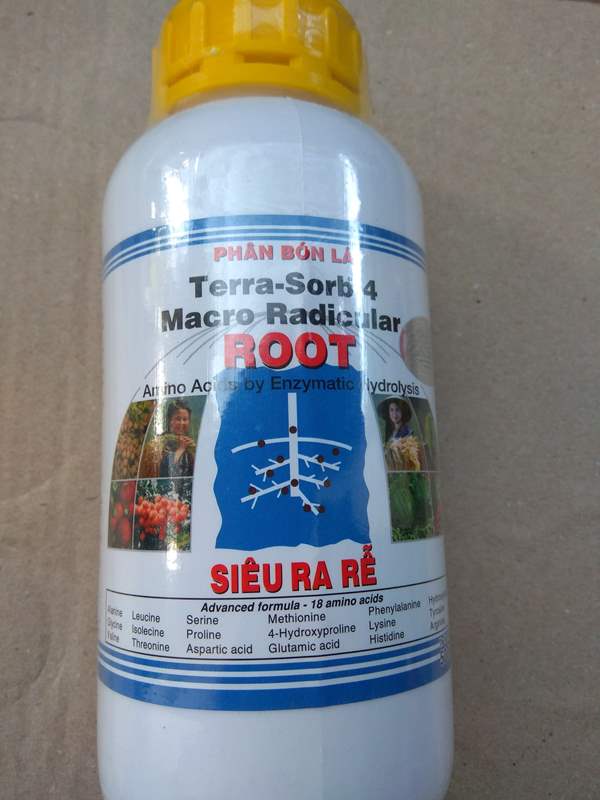 PHÂN BÓN LÁ
Terra-Sorb 4
Macro Radicular
ROOT
Amino Acids by Enzymatic Hydrolysis
SIÊU RA RỄ
Advanced formula - 18 amino acids
Alanine Leucine Serine Methionine Phenylalanine
Glycine Isolecine Proline 4-Hydroxyproline Lysine
Valine Threonine Aspartic acid Glutamic acid Histidine